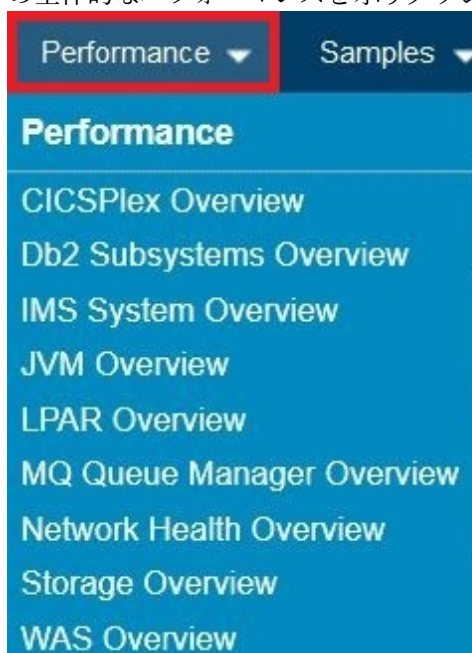 Performance
Samples
Performance
CICSPlex Overview
Db2 Subsystems Overview
IMS System Overview
JVM Overview
LPAR Overview
MQ Queue Manager Overview
Network Health Overview
Storage Overview
WAS Overview